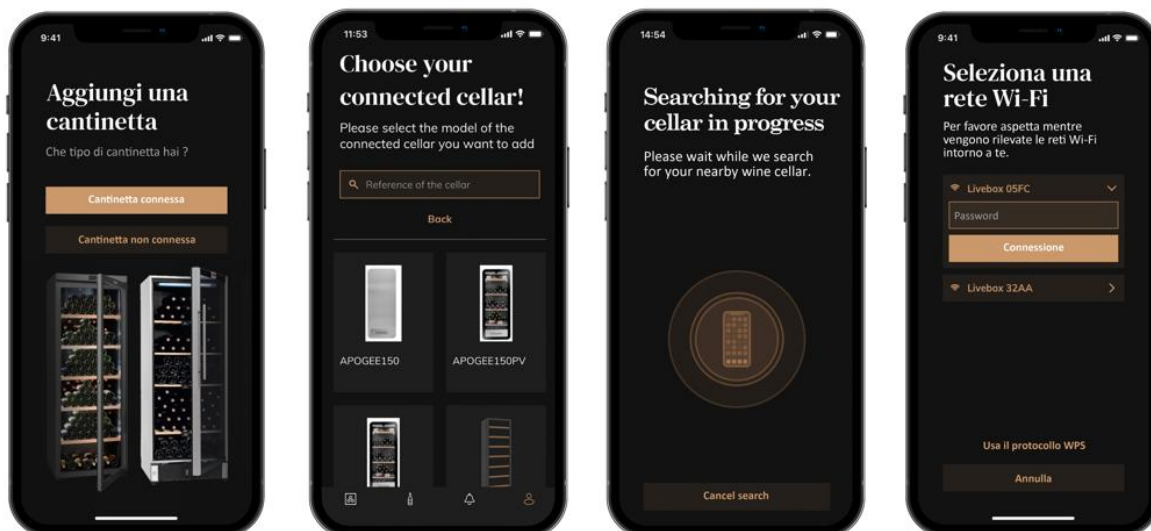 9:41
Aggiungi una
cantinetta
Che tipo di cantinetta hai ?
Cantinetta connessa
Cantinetta non connessa
11:53
Choose your
connected cellar!
Please select the model of the
connected cellar you want to add
Reference of the cellar
Back
APOGEE150
APOGEE150PV
14:54
Searching for your
cellar in progress
Please wait while we search
for your nearby wine cellar.
Cancel search
9:41
Seleziona una
rete Wi-Fi
Per favore aspetta mentre
vengono rilevate le reti Wi-Fi
intorno a te.
Livebox 05FC
Password
Connessione
Livebox 32AA
Usa il protocollo WPS
Annulla